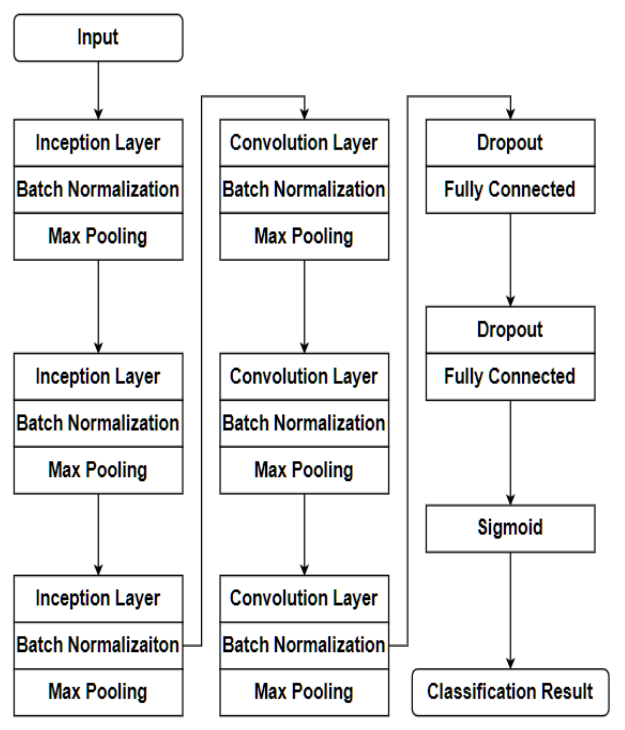 Input
Inception Layer
Batch Normalization
Max Pooling
Inception Layer
Batch Normalization
Max Pooling
Inception Layer
Batch Normalizaiton
Max Pooling
Convolution Layer
Batch Normalization
Max Pooling
Convolution Layer
Batch Normalization
Max Pooling
Convolution Layer
Batch Normalization
Max Pooling
Dropout
Fully Connected
Dropout
Fully Connected
Sigmoid
Classification Result